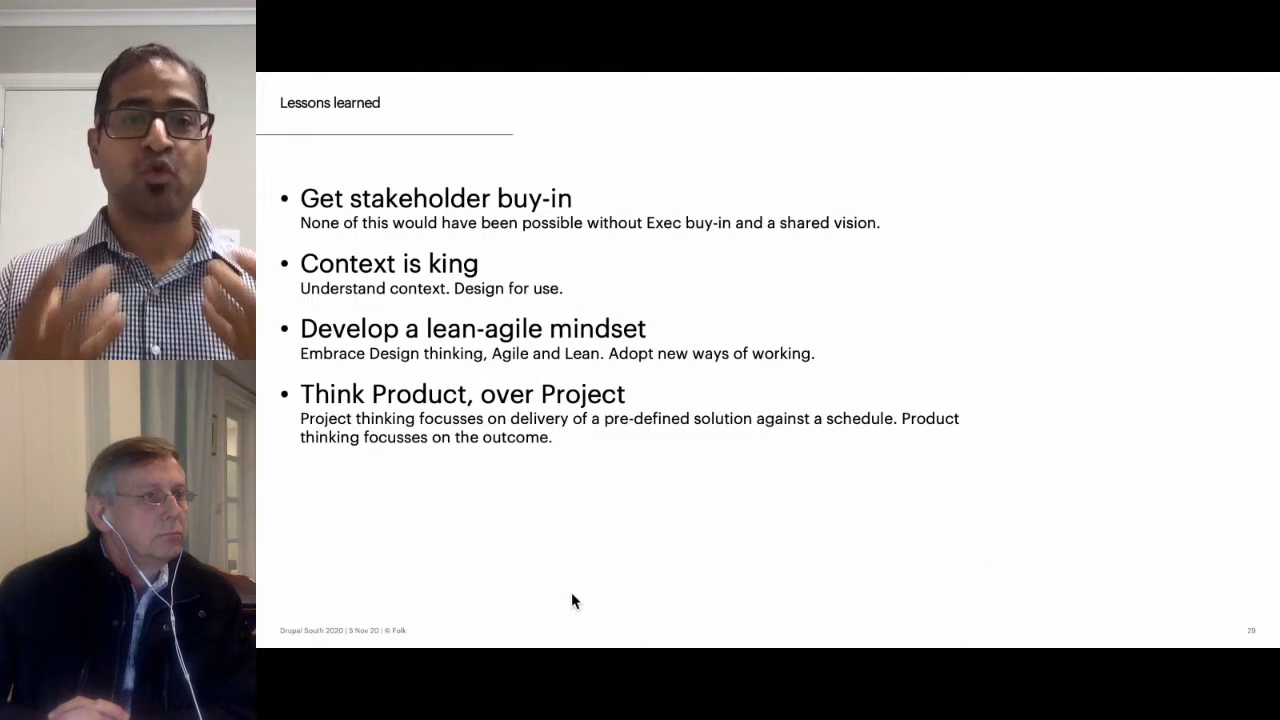 Lessons learned
• Get stakeholder buy-in
None of this would have been possible without Exec buy-in and a shared vision.
• Context is king
Understand context. Design for use.
• Develop a lean-agile mindset
Embrace Design thinking, Agile and Lean. Adopt new ways of working.
• Think Product, over Project
Project thinking focusses on delivery of a pre-defined solution against a schedule. Product
thinking focusses on the outcome.
Drupal South 2020 | 5 Nov 20 | © Folk
29